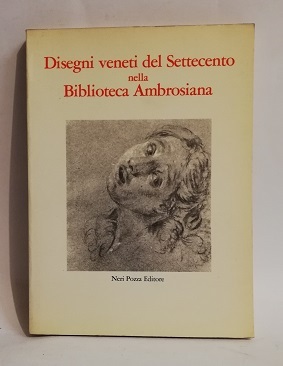 Disegni veneti del Settecento
nella
Biblioteca Ambrosiana
Neri Pozza Editore